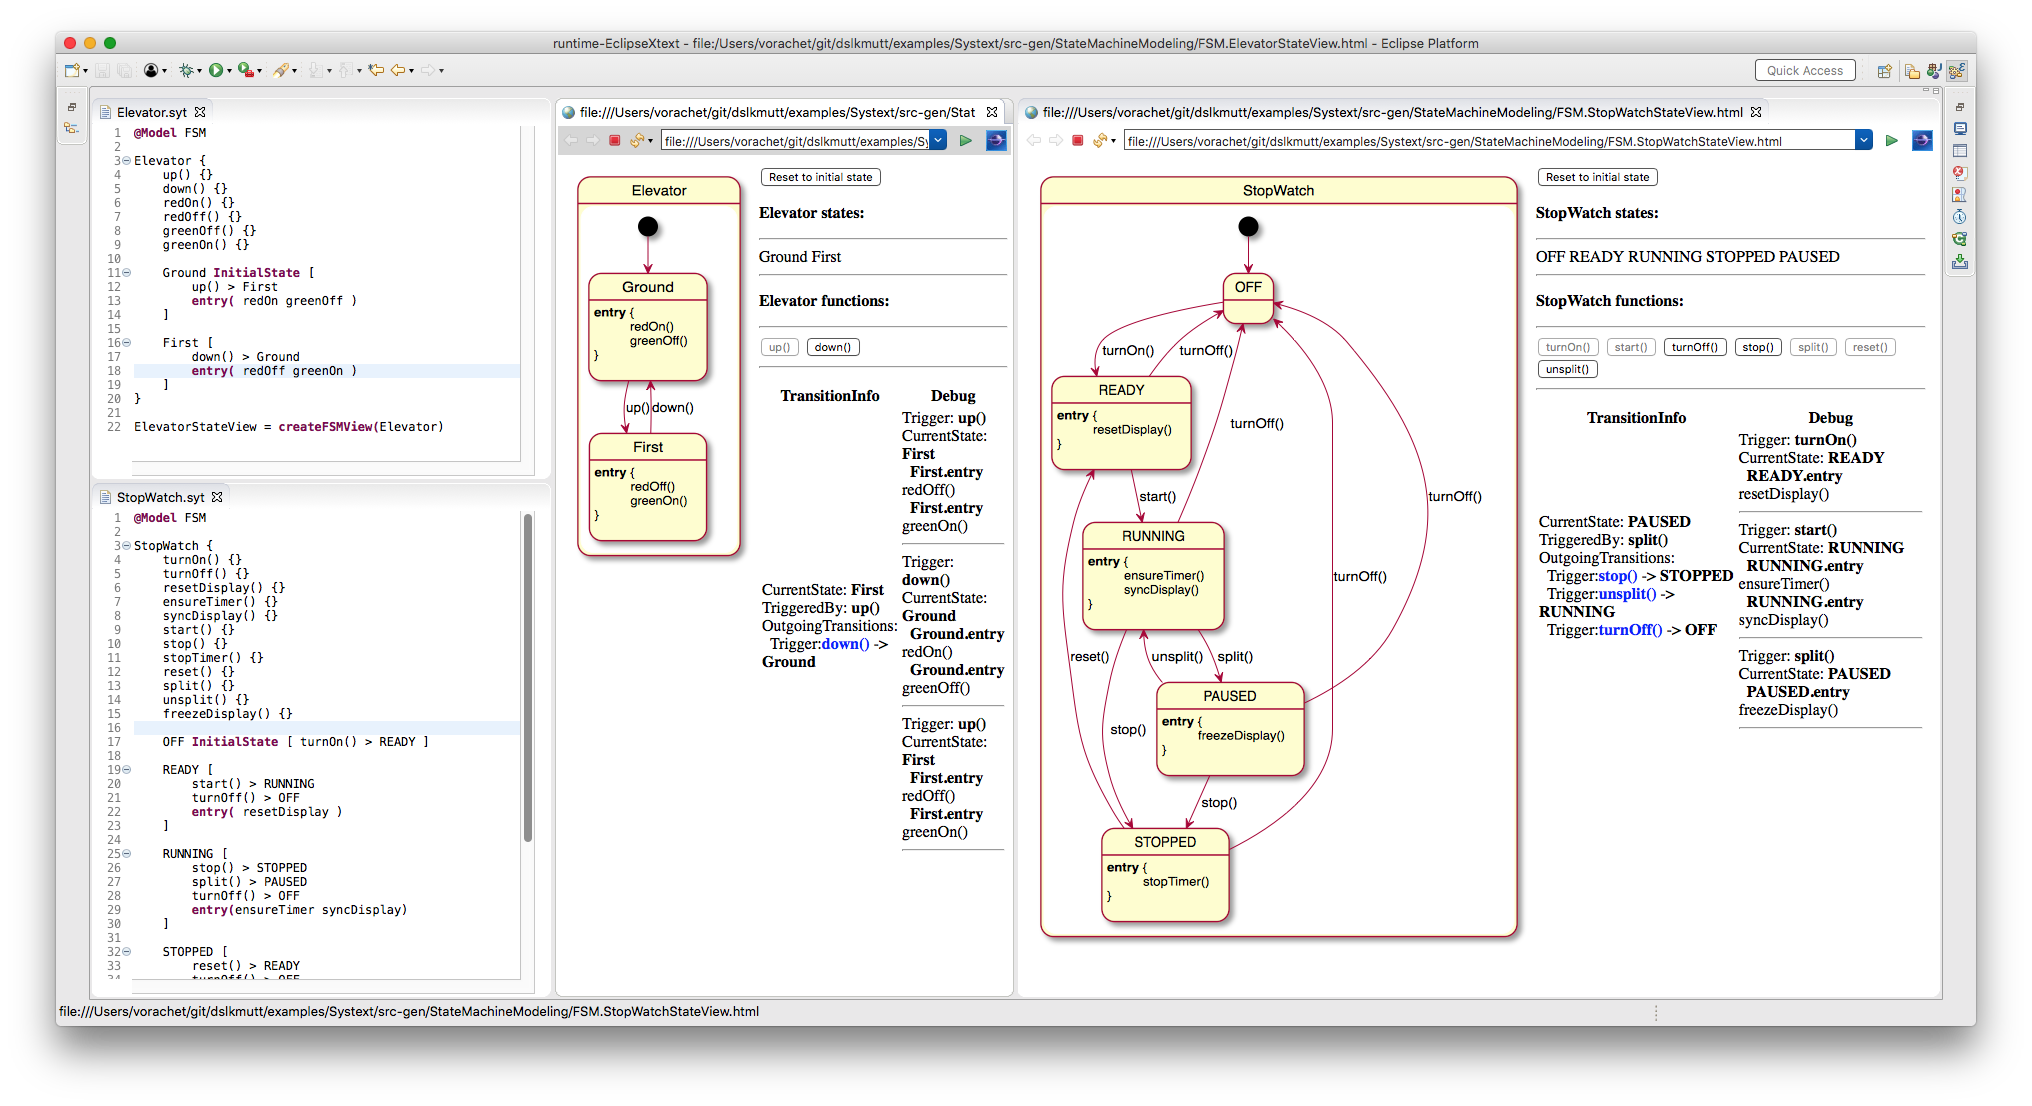 runtime-EclipseXtext - file:/Users/vorachet/git/dslkmutt/examples/Systext/src-gen/StateMachineModeling/FSM.ElevatorStateView.html - Eclipse Platform
Quick Access
Elevator.syt
1 @Model FSM
2
3 Elevator {
4 up() {}
5 down() {}
6 redOn() {}
7 redOff() {}
8 greenOff() {}
9 greenOn() {}
10
11 Ground InitialState [
12 up() > First
13 entry( redOn greenOff )
14 ]
15
16 First [
17 down() > Ground
18 entry( redOff greenOn )
19 ]
20 }
21
22 ElevatorStateView = createFSMView(Elevator)
StopWatch.syt
1 @Model FSM
2
3 StopWatch {
4 turnOn() {}
5 turnOff() {}
6 resetDisplay() {}
7 ensureTimer() {}
8 syncDisplay() {}
9 start() {}
10 stop() {}
11 stopTimer() {}
12 reset() {}
13 split() {}
14 unsplit() {}
15 freezeDisplay() {}
16
17 OFF InitialState [ turnOn() > READY ]
18
19 READY [
20 start() > RUNNING
21 turnOff() > OFF
22 entry( resetDisplay )
23 ]
24
25 RUNNING [
26 stop() > STOPPED
27 split() > PAUSED
28 turnOff() > OFF
29 entry(ensureTimer syncDisplay)
30 ]
31
32 STOPPED [
33 reset() > READY
34 turnOff() > OFF
file:///Users/vorachet/git/dslkmutt/examples/Systext/src-gen/Stat
file:///Users/vorachet/git/dslkmutt/examples/Sy
Elevator
Ground
entry {
redOn()
greenOff()
}
up() down()
First
entry {
redOff()
greenOn()
}
Reset to initial state
Elevator states:
Ground First
Elevator functions:
up() down()
TransitionInfo
CurrentState: First
TriggeredBy: up()
OutgoingTransitions:
Trigger:down() ->
Ground
Debug
Trigger: up()
CurrentState:
First
First.entry
redOff()
First.entry
greenOn()
Trigger:
down()
CurrentState:
Ground
Ground.entry
redOn()
Ground.entry
greenOff()
Trigger: up()
CurrentState:
First
First.entry
redOff()
First.entry
greenOn()
file:///Users/vorachet/git/dslkmutt/examples/Systext/src-gen/StateMachineModeling/FSM.StopWatchStateView.html
file:///Users/vorachet/git/dslkmutt/examples/Systext/src-gen/StateMachineModeling/FSM.StopWatchStateView.html
StopWatch
OFF
turnOn() turnOff()
READY
entry {
resetDisplay()
}
turnOff()
start()
turnOff()
RUNNING
entry {
ensureTimer()
syncDisplay()
}
turnOff()
reset() unsplit() split()
PAUSED
entry {
freezeDisplay()
}
stop()
stop()
STOPPED
entry {
stopTimer()
}
Reset to initial state
StopWatch states:
OFF READY RUNNING STOPPED PAUSED
StopWatch functions:
turnOn() start() turnOff() stop() split() reset()
unsplit()
TransitionInfo
CurrentState: PAUSED
TriggeredBy: split()
OutgoingTransitions:
Trigger:stop() -> STOPPED
Trigger:unsplit() ->
RUNNING
Trigger:turnOff() -> OFF
Debug
Trigger: turnOn()
CurrentState: READY
READY.entry
resetDisplay()
Trigger: start()
CurrentState: RUNNING
RUNNING.entry
ensureTimer()
RUNNING.entry
syncDisplay()
Trigger: split()
CurrentState: PAUSED
PAUSED.entry
freezeDisplay()
file:///Users/vorachet/git/dslkmutt/examples/Systext/src-gen/StateMachineModeling/FSM.StopWatchStateView.html